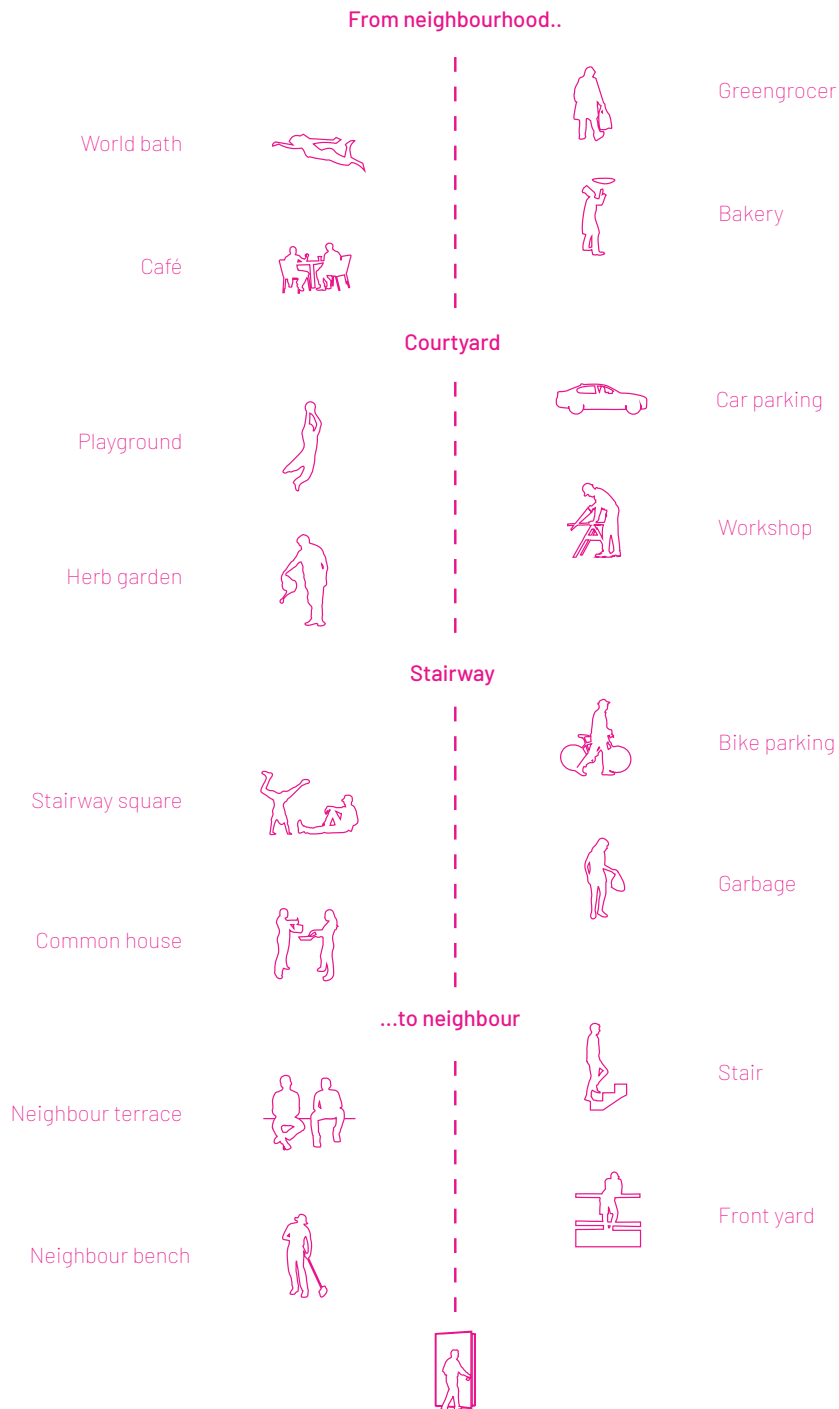 From neighbourhood..
Greengrocer
World bath
Bakery
Café
Courtyard
Car parking
Playground
Workshop
Herb garden
Stairway
Bike parking
Stairway square
Garbage
Common house
...to neighbour
Stair
Neighbour terrace
Front yard
Neighbour bench